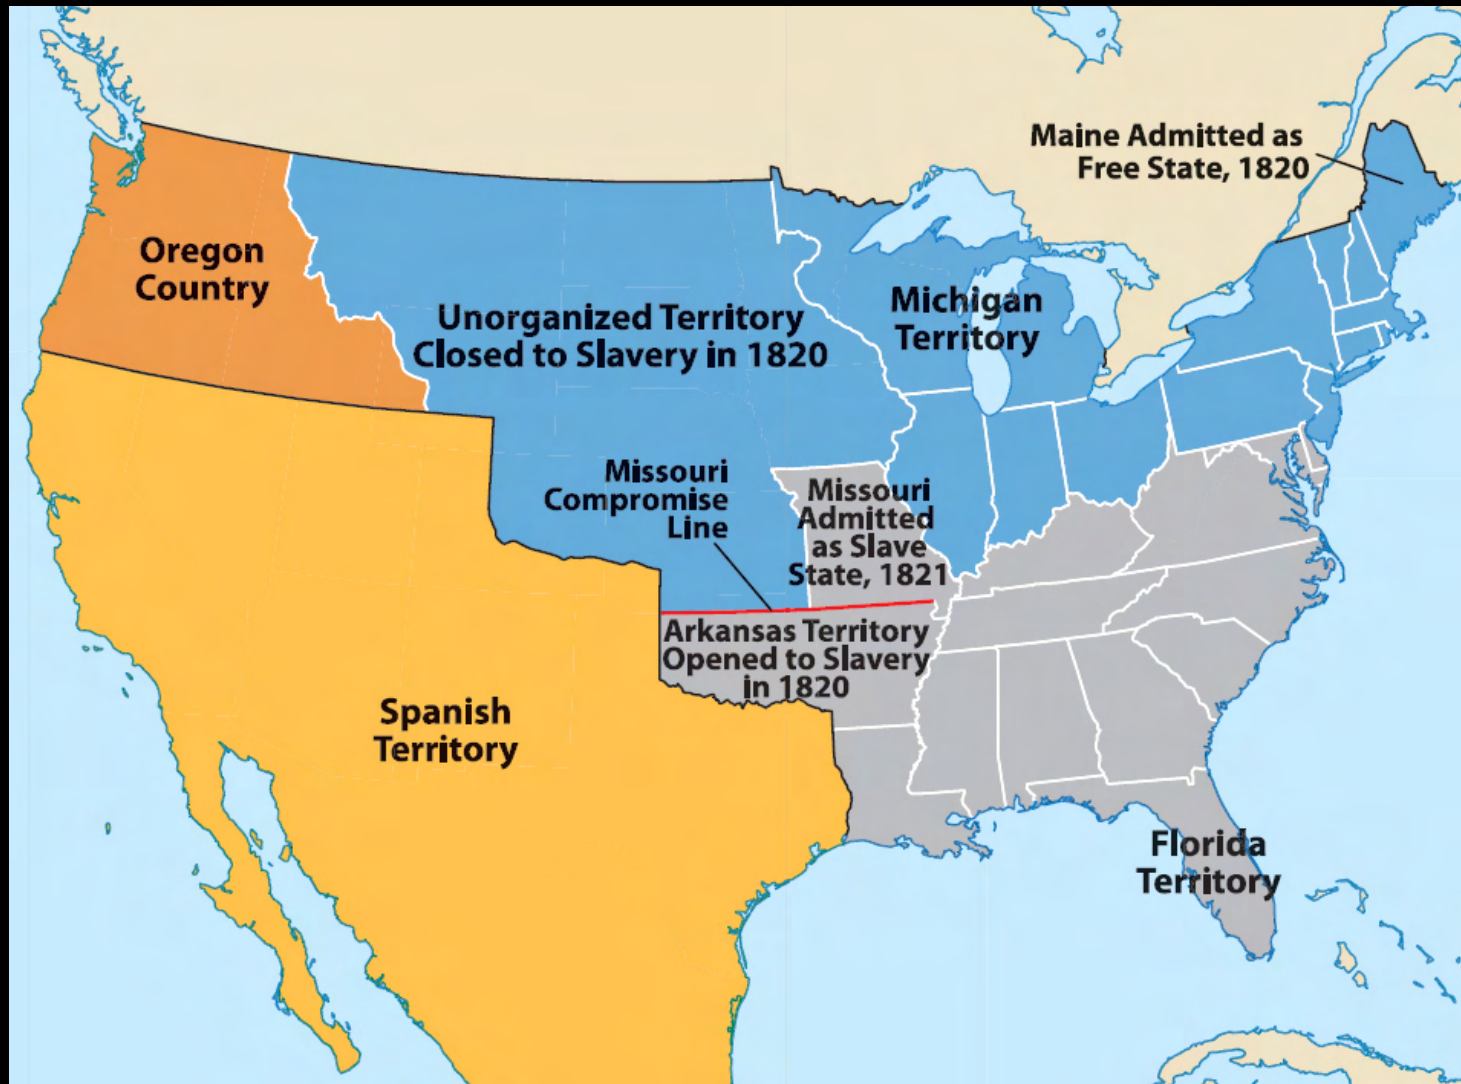 Maine Admitted as
Free State, 1820
Oregon
Country
Unorganized Territory
Closed to Slavery in 1820
Michigan
Territory
Missouri
Compromise
Line
Missouri
Admitted
as Slave
State, 1821
Arkansas Territory
Opened to Slavery
in 1820
Spanish
Territory
Florida
Territory